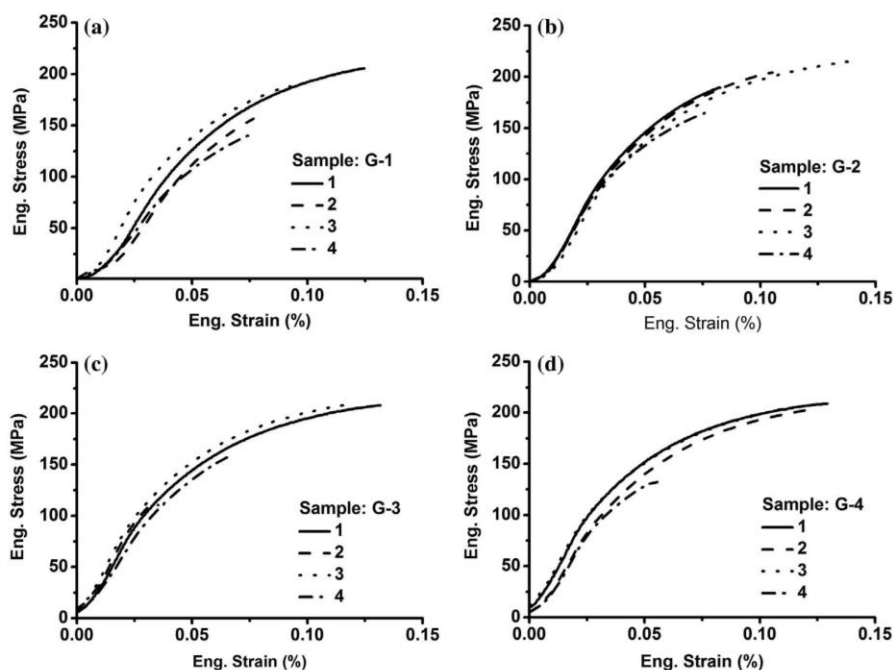 (a)
250
200
150
100
50
0
Eng. Stress (MPa)
0.00 0.05 0.10 0.15
Eng. Strain (%)
Sample: G-1
1
2
3
4
(b)
250
200
150
100
50
0
Eng. Stress (MPa)
0.00 0.05 0.10 0.15
Eng. Strain (%)
Sample: G-2
1
2
3
4
(c)
250
200
150
100
50
0
Eng. Stress (MPa)
0.00 0.05 0.10 0.15
Eng. Strain (%)
Sample: G-3
1
2
3
4
(d)
250
200
150
100
50
0
Eng. Stress (MPa)
0.00 0.05 0.10 0.15
Eng. Strain (%)
Sample: G-4
1
2
3
4